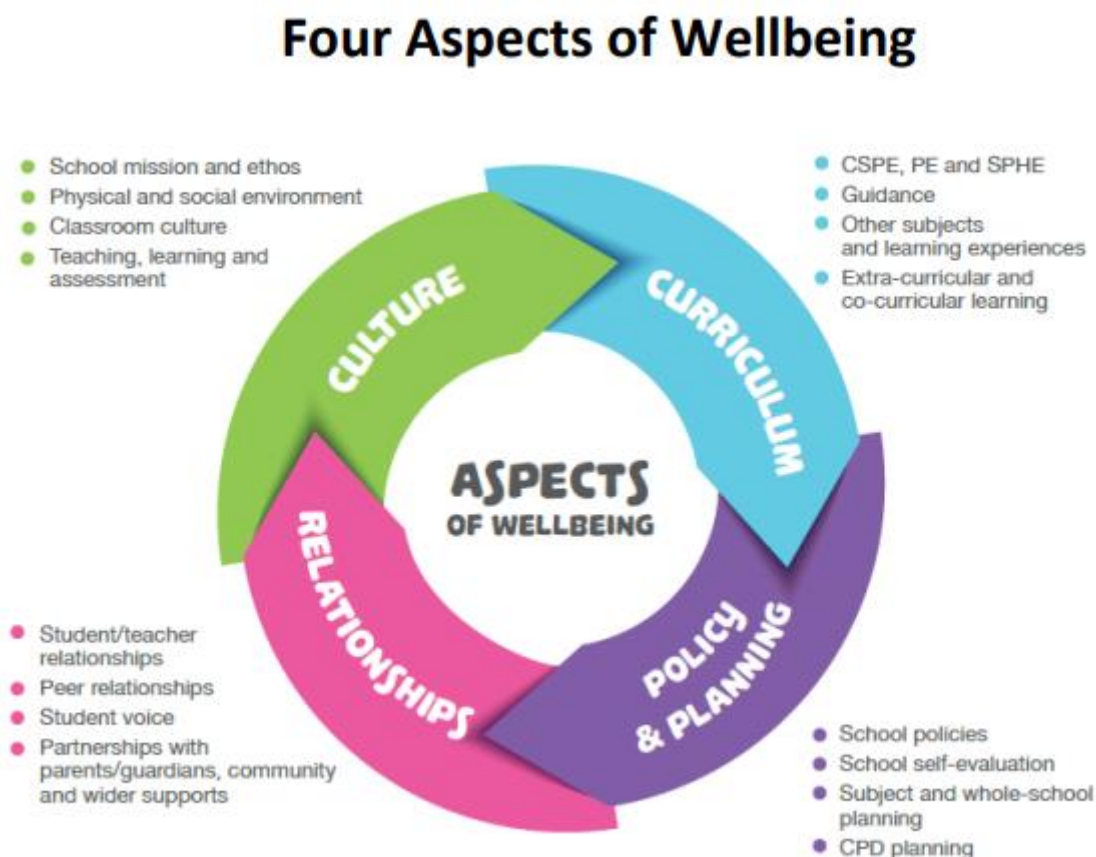 Four Aspects of Wellbeing
School mission and ethos
Physical and social environment
Classroom culture
Teaching, learning and
assessment
CSPE, PE and SPHE
Guidance
Other subjects
and learning experiences
Extra-curricular and
co-curricular learning
CULTURE
CURRICULUM
ASPECTS
OF WELLBEING
RELATIONSHIPS
POLICY
& PLANNING
Student/teacher
relationships
Peer relationships
Student voice
Partnerships with
parents/guardians, community
and wider supports
School policies
School self-evaluation
Subject and whole-school
planning
CPD planning